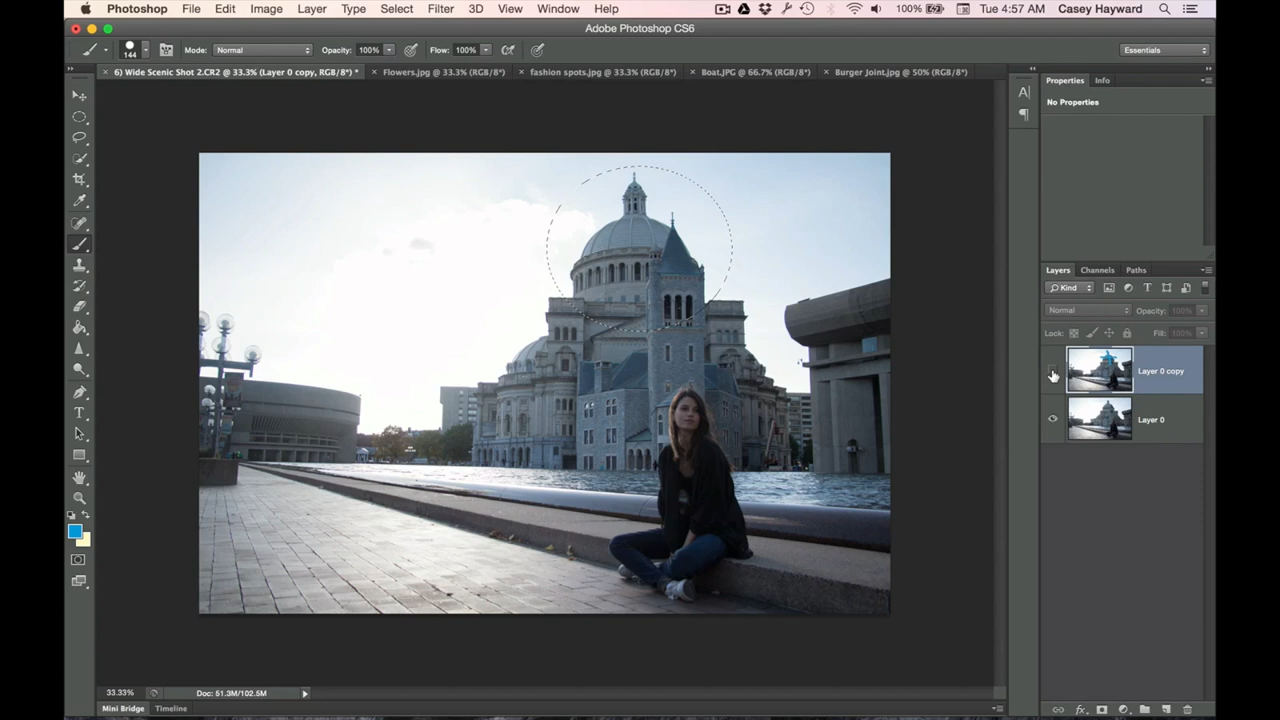 Photoshop File Edit Image Layer Type Select Filter 3D View Window Help 100% Tue 4:57 AM Casey Hayward
Adobe Photoshop CS6
144 Mode: Normal Opacity: 100% Flow: 100% Essentials
× 6) Wide Scenic Shot 2.CR2 @ 33.3% (Layer 0 copy, RGB/8*) * × Flowers.jpg @ 33.3% (RGB/8*) × fashion spots.jpg @ 33.3% (RGB/8*) × Boat.JPG @ 66.7% (RGB/8*) × Burger Joint.jpg @ 50% (RGB/8*)
Properties Info
No Properties
Layers Channels Paths
Kind
Normal Opacity: 100%
Lock: Fill: 100%
Layer 0 copy
Layer 0
33.33% Doc: 51.3M/102.5M
Mini Bridge Timeline